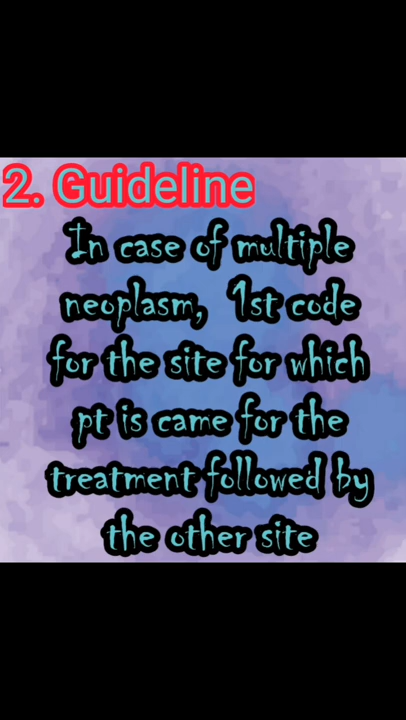 2. Guideline
In case of multiple
neoplasm, 1st code
for the site for which
pt is came for the
treatment followed by
the other site